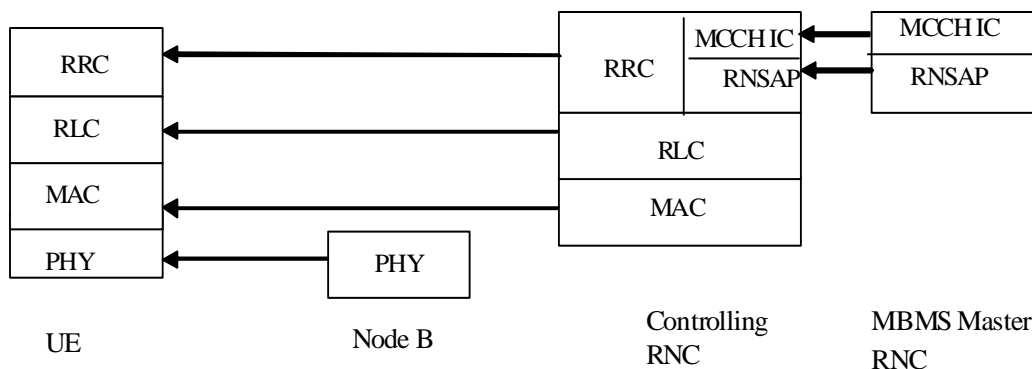 RRC
RLC
MAC
PHY
UE
PHY
Node B
RRC
MCCH IC
RNSAP
RLC
MAC
Controlling
RNC
MCCH IC
RNSAP
MBMS Master
RNC